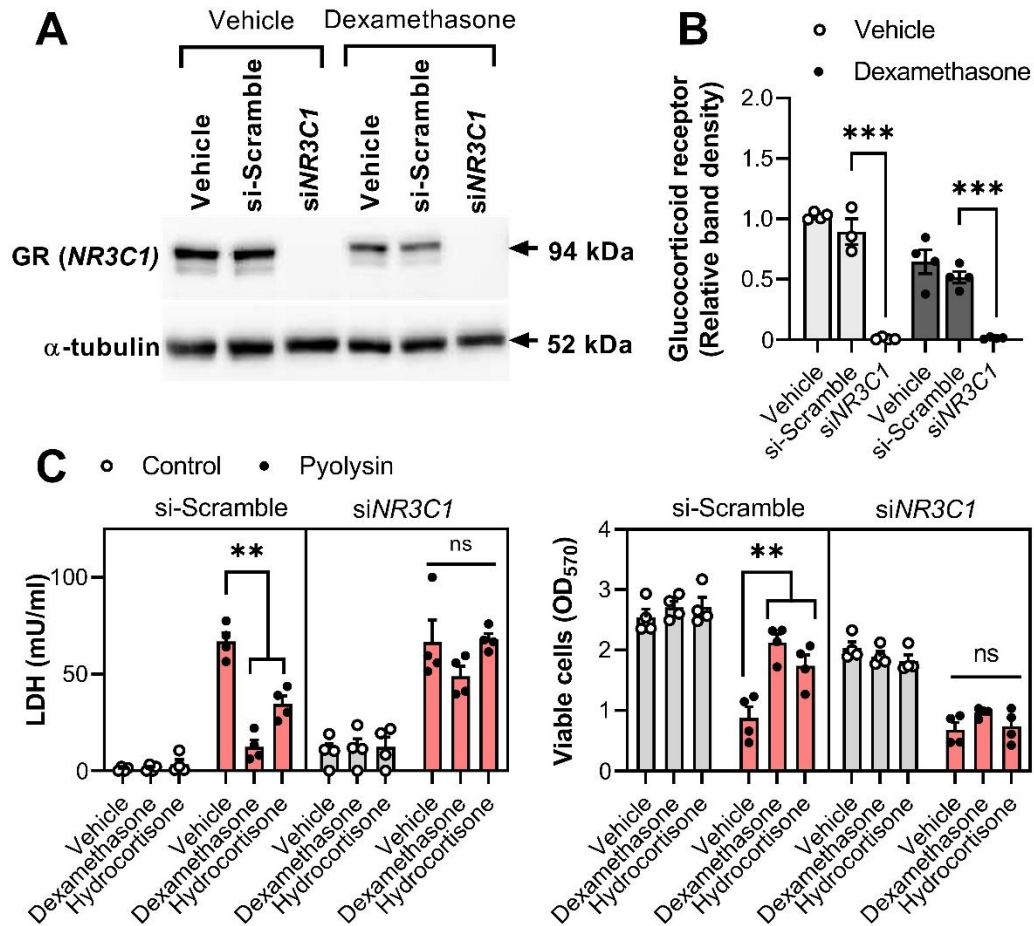 A
Vehicle Dexamethasone
Vehicle
si-Scramble
siNR3C1
Vehicle
si-Scramble
siNR3C1
GR (NR3C1)
94 kDa
α-tubulin
52 kDa
B
Vehicle
Dexamethasone
Glucocorticoid receptor
(Relative band density)
2.0
1.5
1.0
0.5
0
***
***
Vehicle
si-Scramble
siNR3C1
Vehicle
si-Scramble
siNR3C1
C
Control Pyolysin
si-Scramble siNR3C1
LDH (mU/ml)
100
50
0
**
ns
Vehicle
Dexamethasone
Hydrocortisone
Vehicle
Dexamethasone
Hydrocortisone
Vehicle
Dexamethasone
Hydrocortisone
Vehicle
Dexamethasone
Hydrocortisone
si-Scramble siNR3C1
Viable cells (OD570)
4
3
2
1
0
**
ns
Vehicle
Dexamethasone
Hydrocortisone
Vehicle
Dexamethasone
Hydrocortisone
Vehicle
Dexamethasone
Hydrocortisone
Vehicle
Dexamethasone
Hydrocortisone